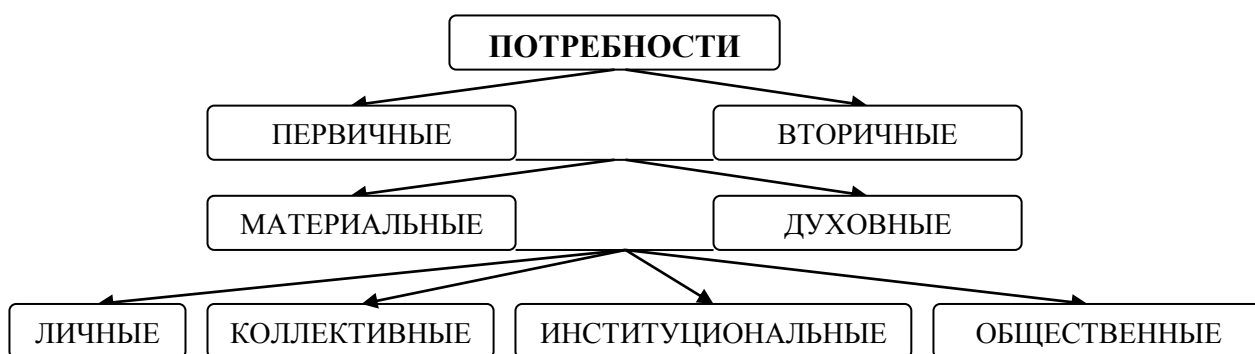 ПОТРЕБНОСТИ
ПЕРВИЧНЫЕ ВТОРИЧНЫЕ
МАТЕРИАЛЬНЫЕ ДУХОВНЫЕ
ЛИЧНЫЕ КОЛЛЕКТИВНЫЕ ИНСТИТУЦИОНАЛЬНЫЕ ОБЩЕСТВЕННЫЕ